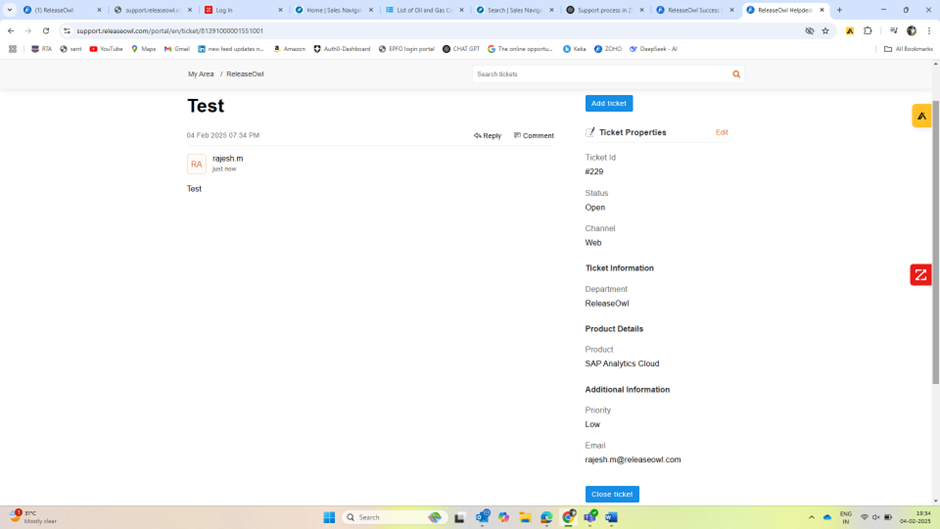 (1) ReleaseOwl
support.releaseowl.c
Log In
Home | Sales Naviga
List of Oil and Gas Co
Search | Sales Naviga
Support process in Z
ReleaseOwl Success
ReleaseOwl Helpdesk
support.releaseowl.com/portal/en/ticket/81391000001551001
RTA
sent
YouTube
Maps
Gmail
new feed updates n...
Amazon
Auth0-Dashboard
EPFO login portal
CHAT GPT
The online opportu...
Keka
ZOHO
DeepSeek - AI
All Bookmarks
My Area / ReleaseOwl
Search tickets
Test
04 Feb 2025 07:34 PM
Reply
Comment
RA
rajesh.m
just now
Test
Add ticket
Ticket Properties
Edit
Ticket Id
#229
Status
Open
Channel
Web
Ticket Information
Department
ReleaseOwl
Product Details
Product
SAP Analytics Cloud
Additional Information
Priority
Low
Email
rajesh.m@releaseowl.com
Close ticket
31°C
Mostly clear
Search
ENG
IN
19:34
04-02-2025